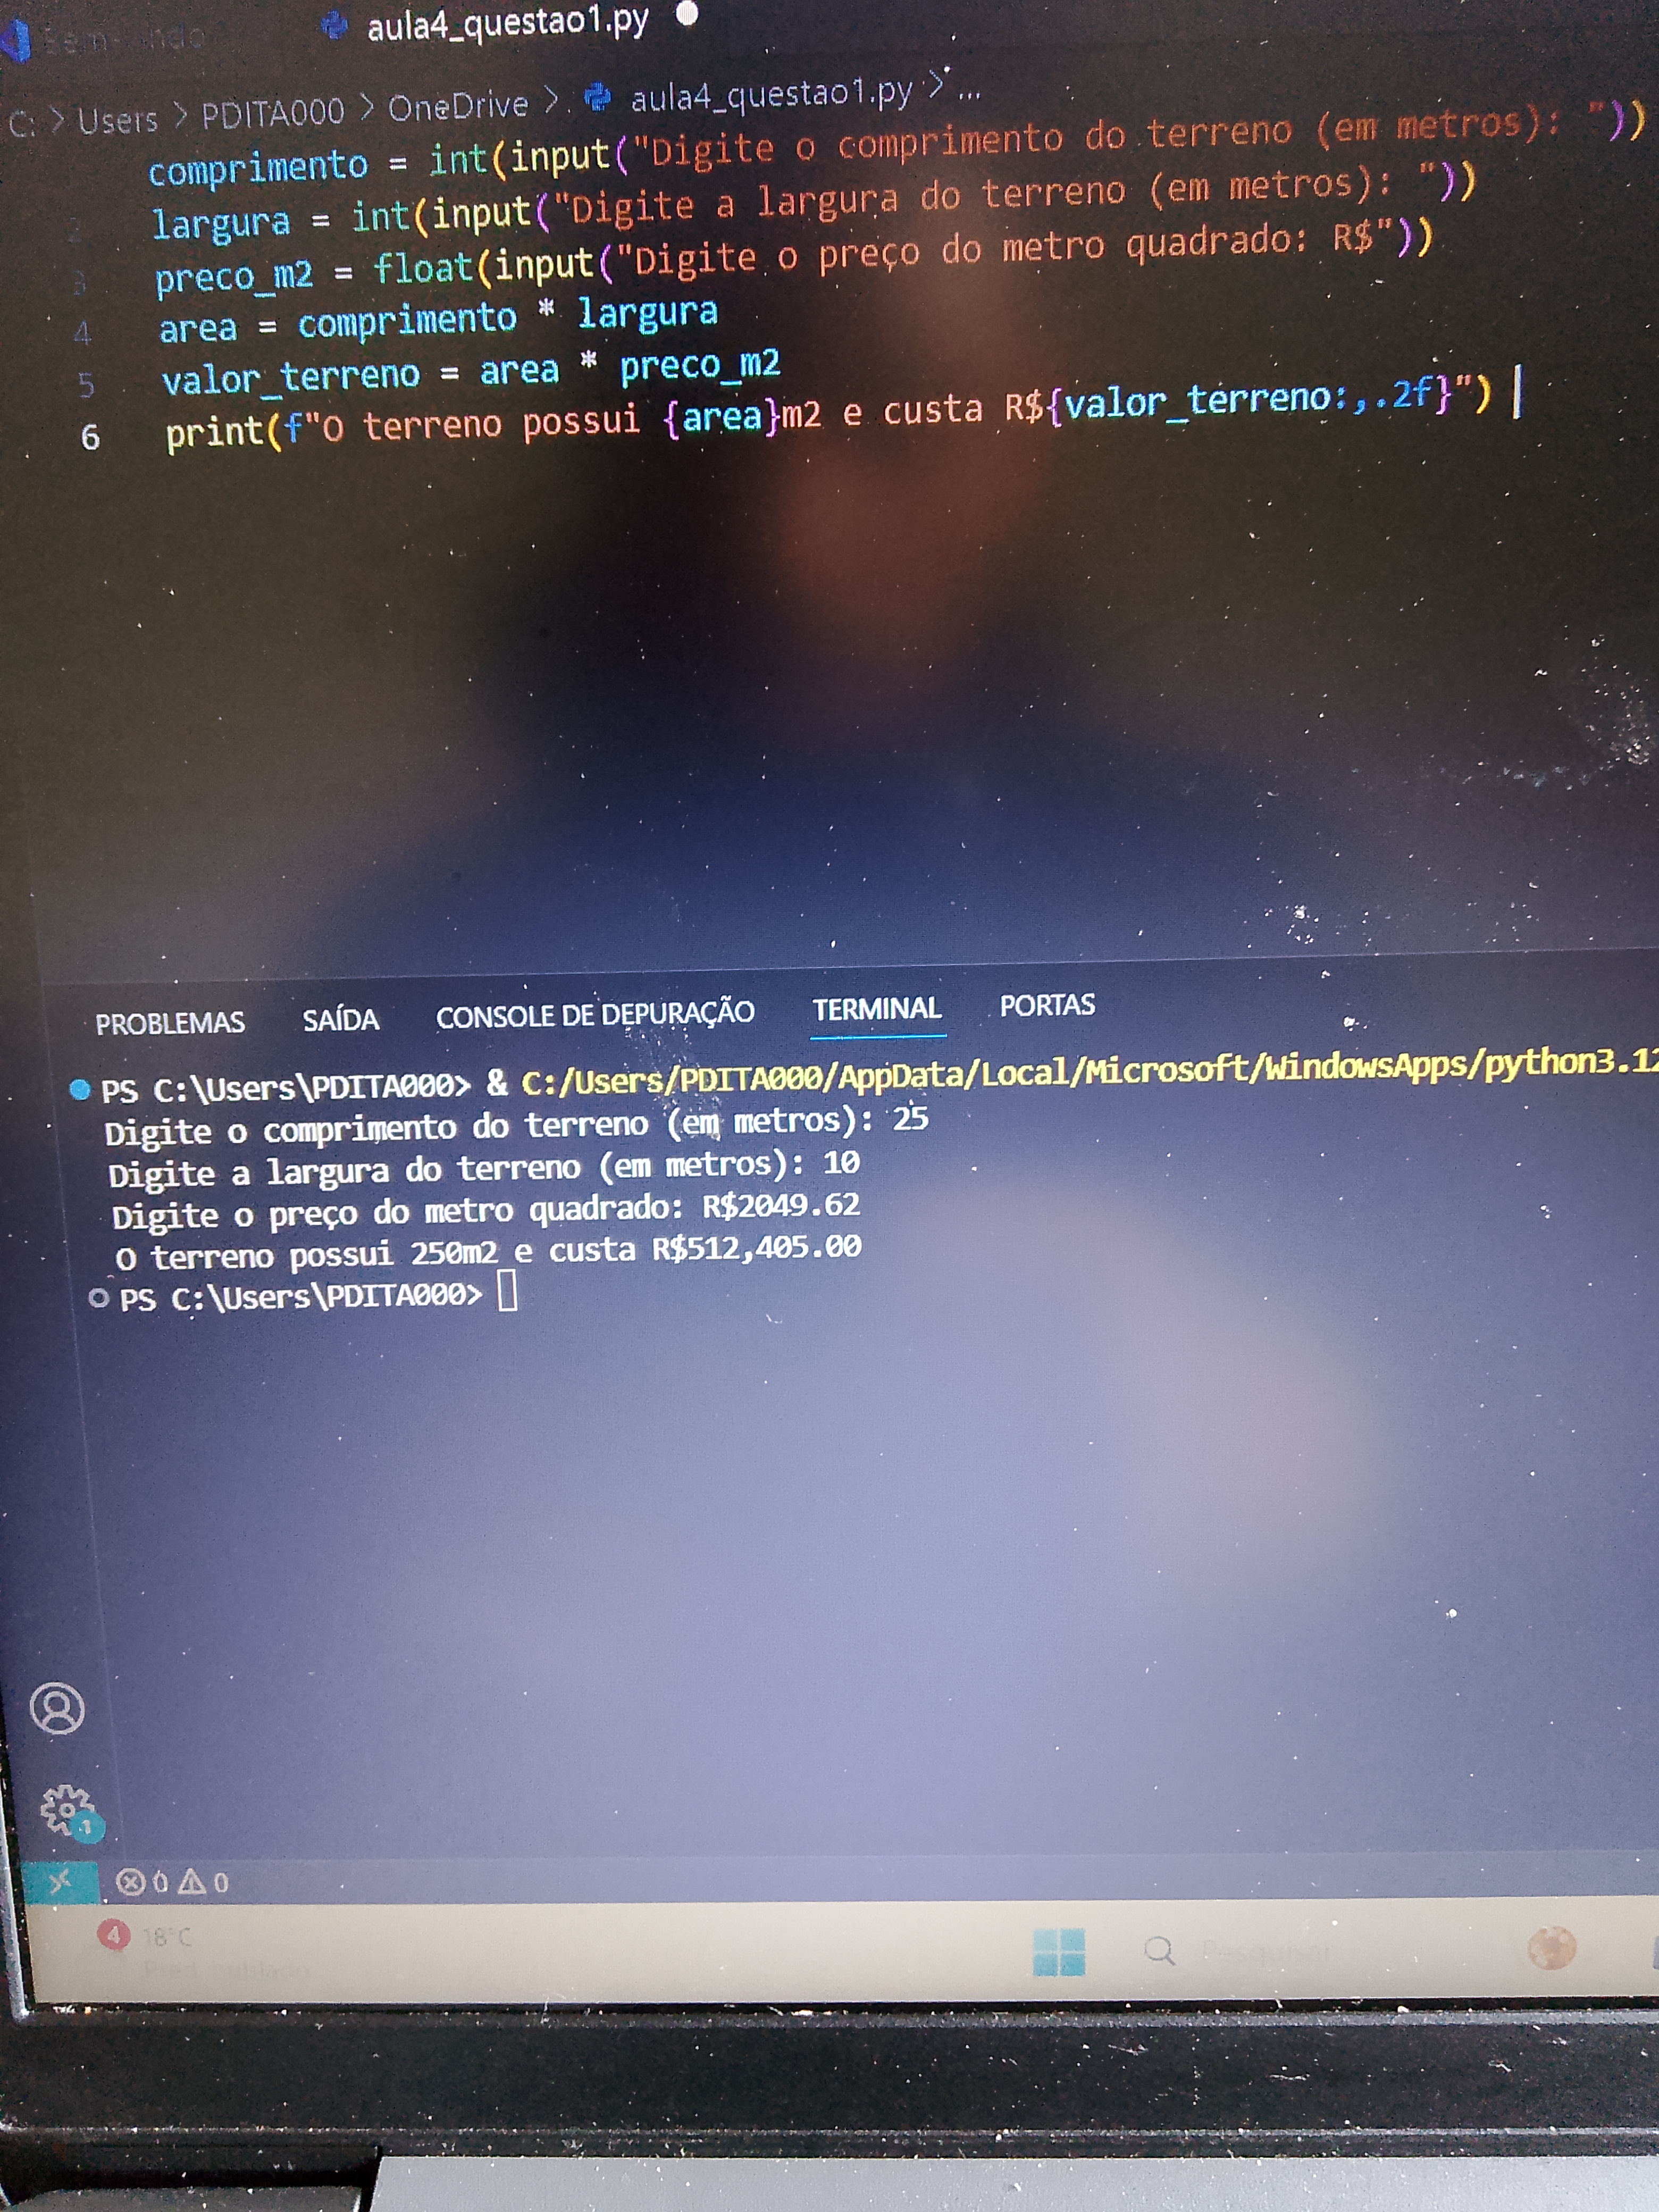 aula4_questao1.py
C: > Users > PDITA000 > OneDrive > aula4_questao1.py > ...
comprimento = int(input("Digite o comprimento do terreno (em metros): "))
2 largura = int(input("Digite a largura do terreno (em metros): "))
3 preco_m2 = float(input("Digite o preço do metro quadrado: R$"))
4 area = comprimento * largura
5 valor_terreno = area * preco_m2
6 print(f"O terreno possui {area}m2 e custa R${valor_terreno:,.2f}")
PROBLEMAS SAÍDA CONSOLE DE DEPURAÇÃO TERMINAL PORTAS
PS C:\Users\PDITA000> & C:/Users/PDITA000/AppData/Local/Microsoft/WindowsApps/python3.12
Digite o comprimento do terreno (em metros): 25
Digite a largura do terreno (em metros): 10
Digite o preço do metro quadrado: R$2049.62
O terreno possui 250m2 e custa R$512,405.00
PS C:\Users\PDITA000>
1
0 0
4 18°C
Pesquisar